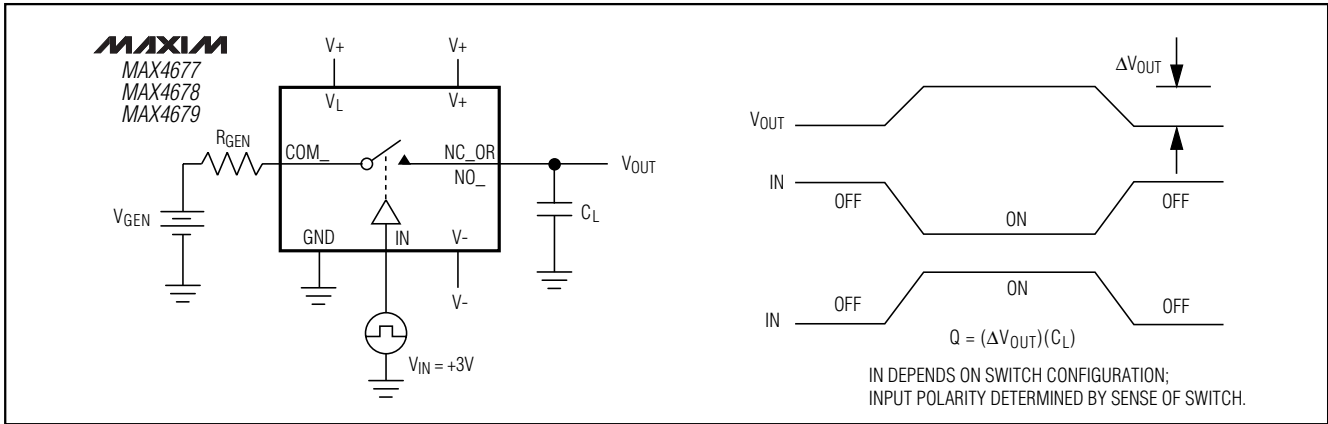 MAXIM
MAX4677
MAX4678
MAX4679
V+
V+
VL
V+
RGEN
COM_
NC_OR
NO_
VOUT
VGEN
CL
GND
IN
V-
V-
VIN = +3V
ΔVOUT
VOUT
IN
OFF
ON
OFF
IN
OFF
ON
OFF
Q = (ΔVOUT)(CL)
IN DEPENDS ON SWITCH CONFIGURATION;
INPUT POLARITY DETERMINED BY SENSE OF SWITCH.